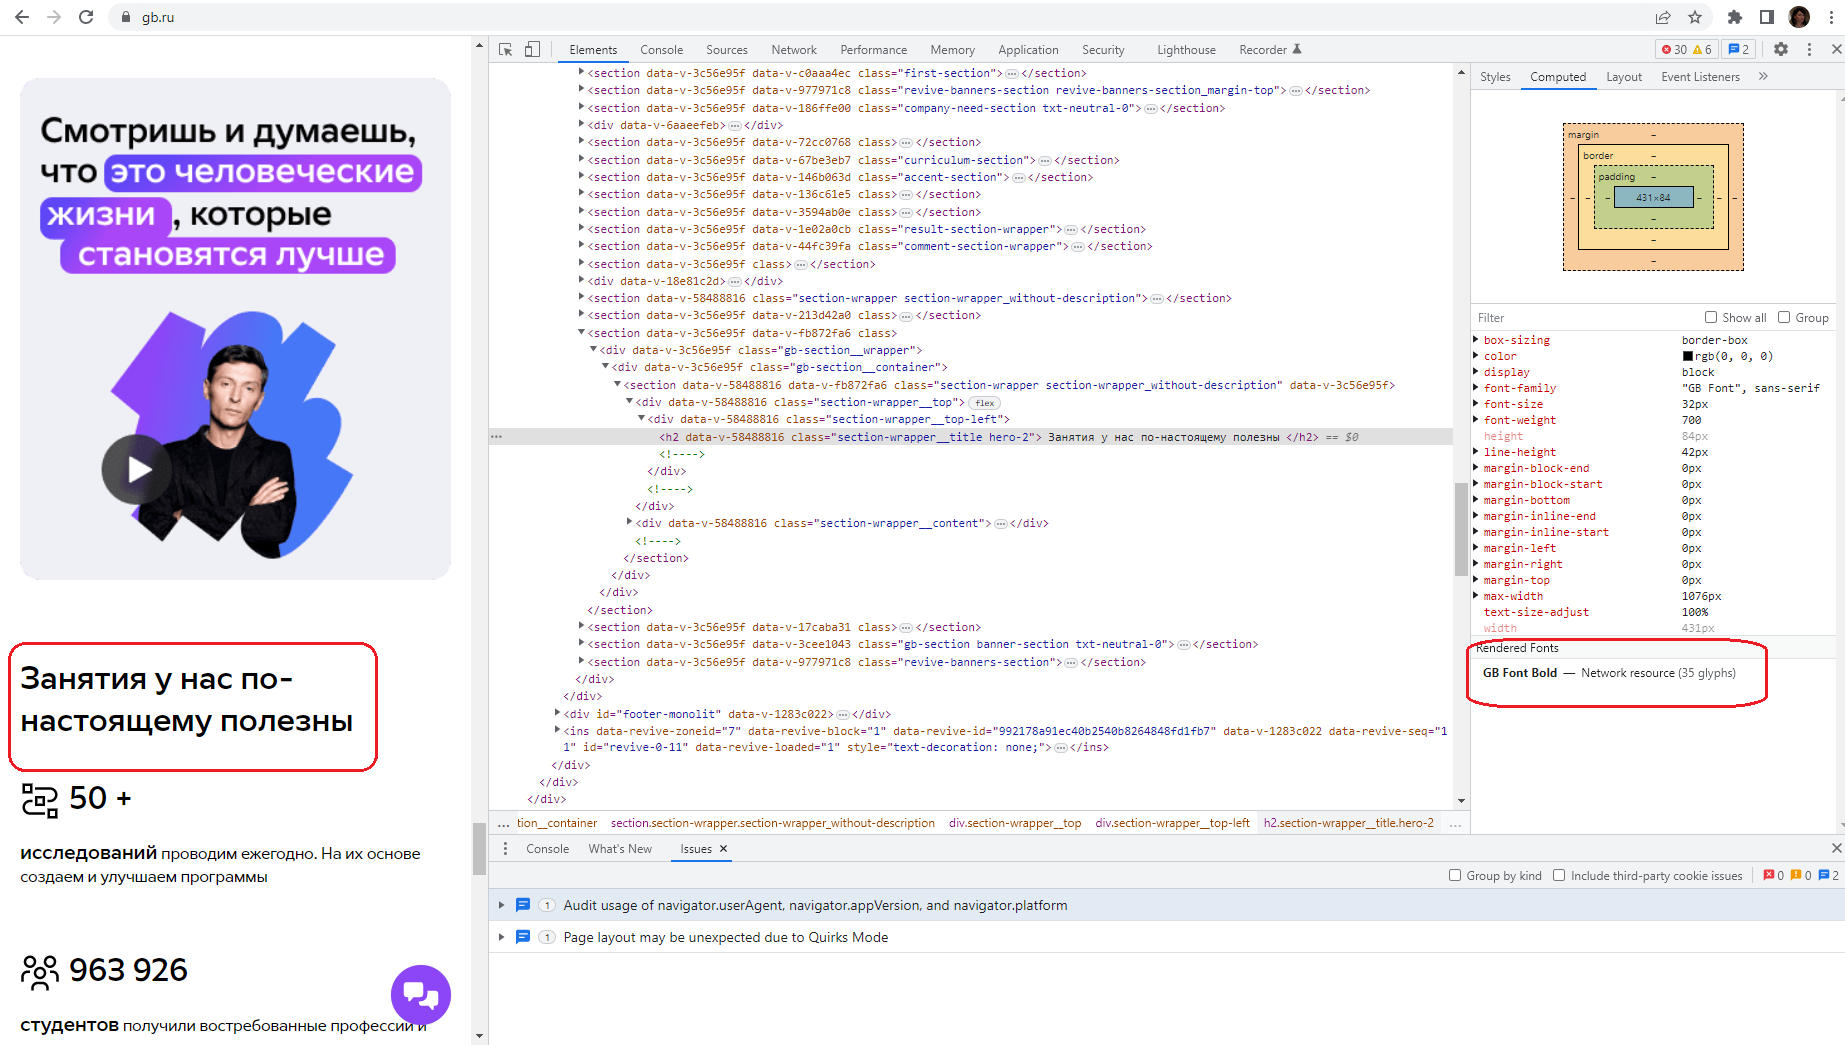 gb.ru
Смотришь и думаешь,
что это человеческие
жизни , которые
становятся лучше
Занятия у нас по-
настоящему полезны
50 +
исследований проводим ежегодно. На их основе
создаем и улучшаем программы
963 926
студентов получили востребованные профессии и
Elements Console Sources Network Performance Memory Application Security Lighthouse Recorder 30 6 2
<section data-v-3c56e95f data-v-c0aaa4ec class="first-section">…</section>
<section data-v-3c56e95f data-v-977971c8 class="revive-banners-section revive-banners-section_margin-top">…</section>
<section data-v-3c56e95f data-v-186ffe00 class="company-need-section txt-neutral-0">…</section>
<div data-v-6aaeefeb>…</div>
<section data-v-3c56e95f data-v-72cc0768 class>…</section>
<section data-v-3c56e95f data-v-67be3eb7 class="curriculum-section">…</section>
<section data-v-3c56e95f data-v-146b063d class="accent-section">…</section>
<section data-v-3c56e95f data-v-136c61e5 class>…</section>
<section data-v-3c56e95f data-v-3594ab0e class>…</section>
<section data-v-3c56e95f data-v-1e02a0cb class="result-section-wrapper">…</section>
<section data-v-3c56e95f data-v-44fc39fa class="comment-section-wrapper">…</section>
<section data-v-3c56e95f class>…</section>
<div data-v-18e81c2d>…</div>
<section data-v-58488816 class="section-wrapper section-wrapper_without-description">…</section>
<section data-v-3c56e95f data-v-213d42a0 class>…</section>
<section data-v-3c56e95f data-v-fb872fa6 class>
<div data-v-3c56e95f class="gb-section__wrapper">
<div data-v-3c56e95f class="gb-section__container">
<section data-v-58488816 data-v-fb872fa6 class="section-wrapper section-wrapper_without-description" data-v-3c56e95f>
<div data-v-58488816 class="section-wrapper__top"> flex
<div data-v-58488816 class="section-wrapper__top-left">
… <h2 data-v-58488816 class="section-wrapper__title hero-2"> Занятия у нас по-настоящему полезны </h2> == $0
<!---->
</div>
<!---->
</div>
<div data-v-58488816 class="section-wrapper__content">…</div>
<!---->
</section>
</div>
</div>
</section>
<section data-v-3c56e95f data-v-17caba31 class>…</section>
<section data-v-3c56e95f data-v-3cee1043 class="gb-section banner-section txt-neutral-0">…</section>
<section data-v-3c56e95f data-v-977971c8 class="revive-banners-section">…</section>
</div>
</div>
<div id="footer-monolit" data-v-1283c022>…</div>
<ins data-revive-zoneid="7" data-revive-block="1" data-revive-id="992178a91ec40b2540b8264848fd1fb7" data-v-1283c022 data-revive-seq="1
1" id="revive-0-11" data-revive-loaded="1" style="text-decoration: none;">…</ins>
</div>
</div>
</div>
… tion__container section.section-wrapper.section-wrapper_without-description div.section-wrapper__top div.section-wrapper__top-left h2.section-wrapper__title.hero-2 …
Styles Computed Layout Event Listeners »
margin –
border –
padding –
– – – 431×84 – – –
–
–
–
Filter Show all Group
box-sizing border-box
color rgb(0, 0, 0)
display block
font-family "GB Font", sans-serif
font-size 32px
font-weight 700
height 84px
line-height 42px
margin-block-end 0px
margin-block-start 0px
margin-bottom 0px
margin-inline-end 0px
margin-inline-start 0px
margin-left 0px
margin-right 0px
margin-top 0px
max-width 1076px
text-size-adjust 100%
width 431px
Rendered Fonts
GB Font Bold — Network resource (35 glyphs)
Console What's New Issues
Group by kind Include third-party cookie issues 0 0 2
1 Audit usage of navigator.userAgent, navigator.appVersion, and navigator.platform
1 Page layout may be unexpected due to Quirks Mode